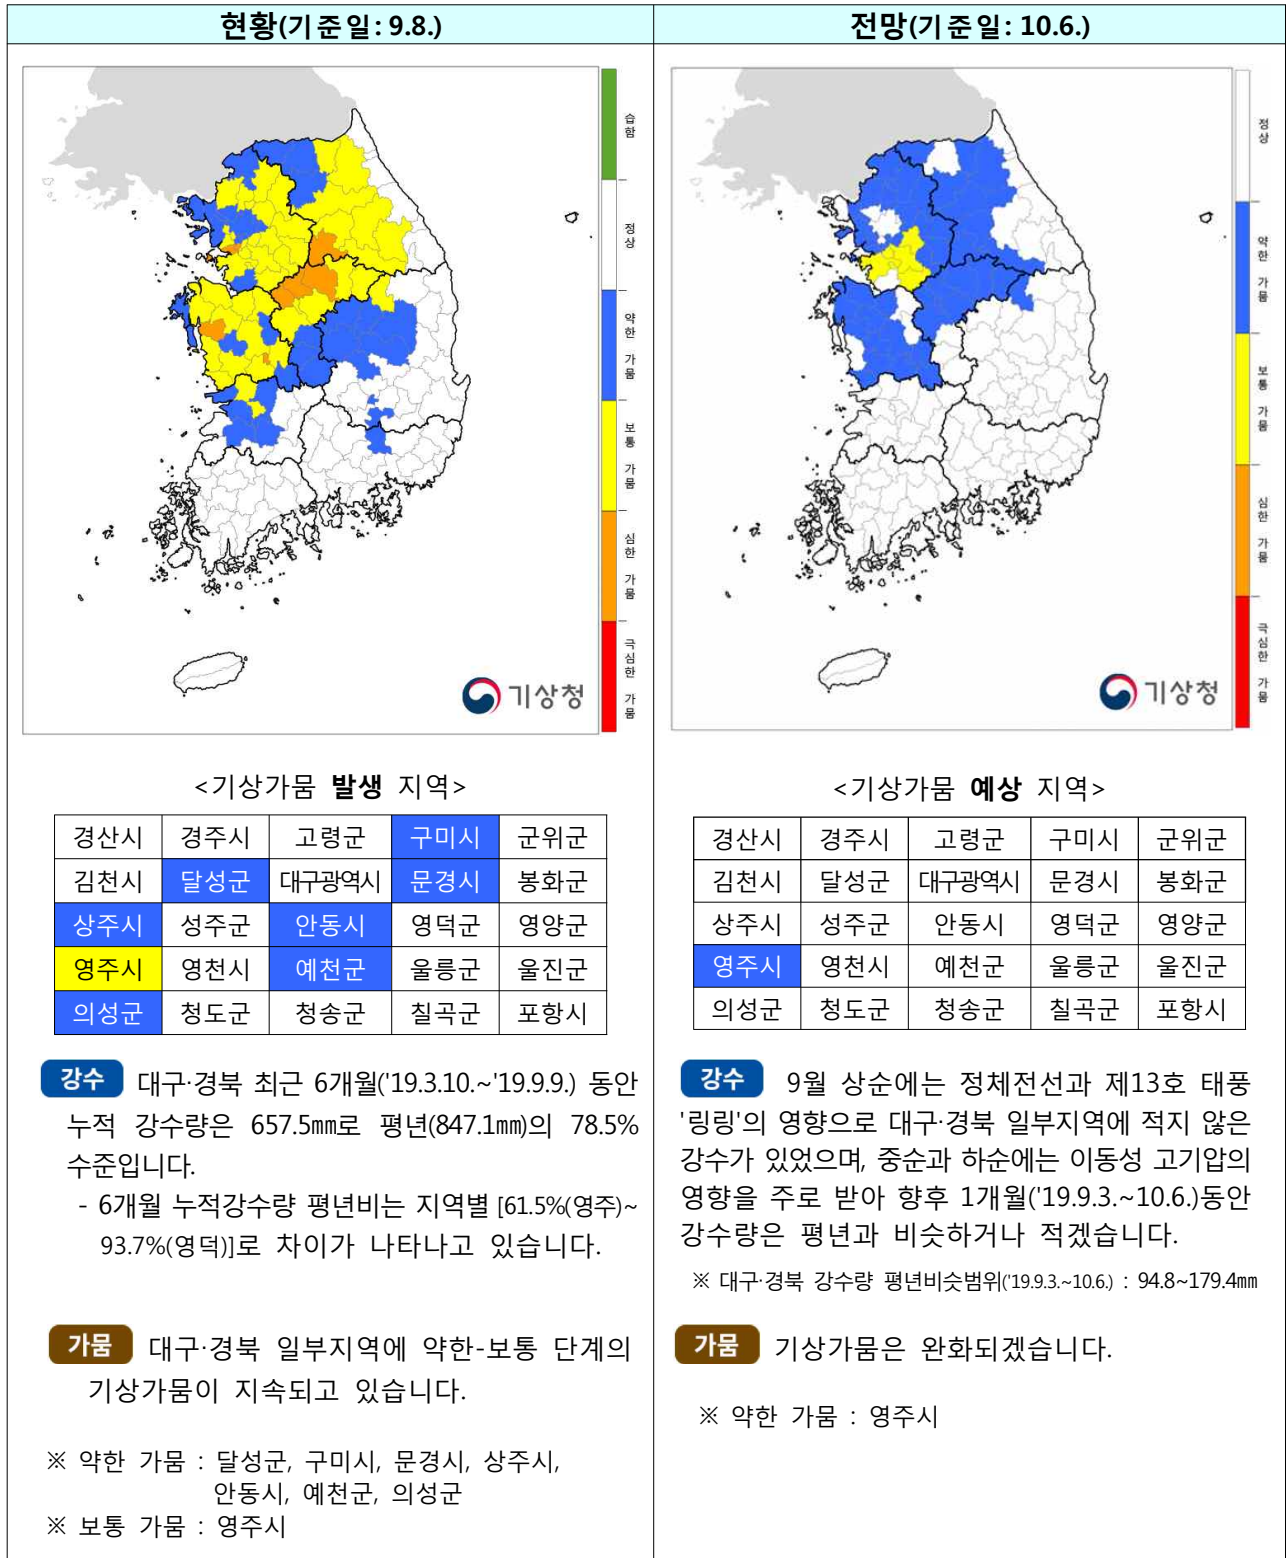 현황(기준일: 9.8.)
습함
정상
약한 가뭄
보통 가뭄
심한 가뭄
극심한 가뭄
기상청
<기상가뭄 발생 지역>
경산시 경주시 고령군 구미시 군위군
김천시 달성군 대구광역시 문경시 봉화군
상주시 성주군 안동시 영덕군 영양군
영주시 영천시 예천군 울릉군 울진군
의성군 청도군 청송군 칠곡군 포항시
강수 대구·경북 최근 6개월('19.3.10.~'19.9.9.) 동안
누적 강수량은 657.5㎜로 평년(847.1㎜)의 78.5%
수준입니다.
- 6개월 누적강수량 평년비는 지역별 [61.5%(영주)~
93.7%(영덕)]로 차이가 나타나고 있습니다.
가뭄 대구·경북 일부지역에 약한-보통 단계의
기상가뭄이 지속되고 있습니다.
※ 약한 가뭄 : 달성군, 구미시, 문경시, 상주시,
안동시, 예천군, 의성군
※ 보통 가뭄 : 영주시
전망(기준일: 10.6.)
정상
약한 가뭄
보통 가뭄
심한 가뭄
극심한 가뭄
기상청
<기상가뭄 예상 지역>
경산시 경주시 고령군 구미시 군위군
김천시 달성군 대구광역시 문경시 봉화군
상주시 성주군 안동시 영덕군 영양군
영주시 영천시 예천군 울릉군 울진군
의성군 청도군 청송군 칠곡군 포항시
강수 9월 상순에는 정체전선과 제13호 태풍
'링링'의 영향으로 대구·경북 일부지역에 적지 않은
강수가 있었으며, 중순과 하순에는 이동성 고기압의
영향을 주로 받아 향후 1개월('19.9.3.~10.6.)동안
강수량은 평년과 비슷하거나 적겠습니다.
※ 대구·경북 강수량 평년비슷범위('19.9.3.~10.6.) : 94.8~179.4㎜
가뭄 기상가뭄은 완화되겠습니다.
※ 약한 가뭄 : 영주시